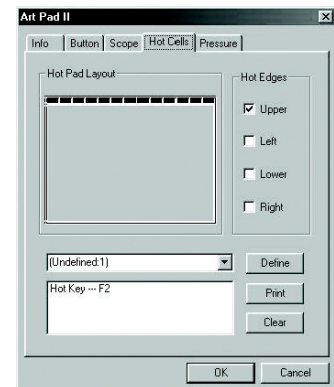 Art Pad II
Info Button Scope Hot Cells Pressure
Hot Pad Layout
Hot Edges
Upper
Left
Lower
Right
(Undefined:1)
Define
Hot Key --- F2
Print
Clear
OK Cancel